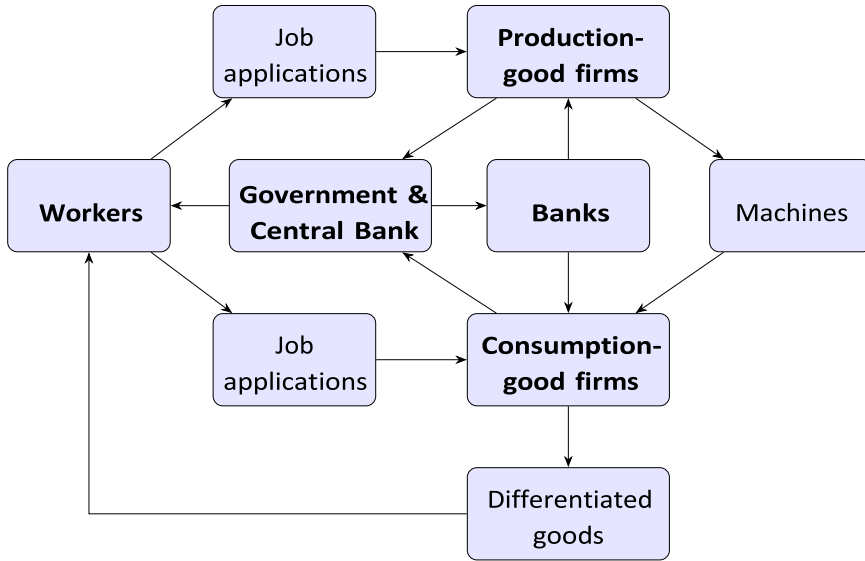 Job
applications
Production-
good firms
Workers
Government &
Central Bank
Banks
Machines
Job
applications
Consumption-
good firms
Differentiated
goods